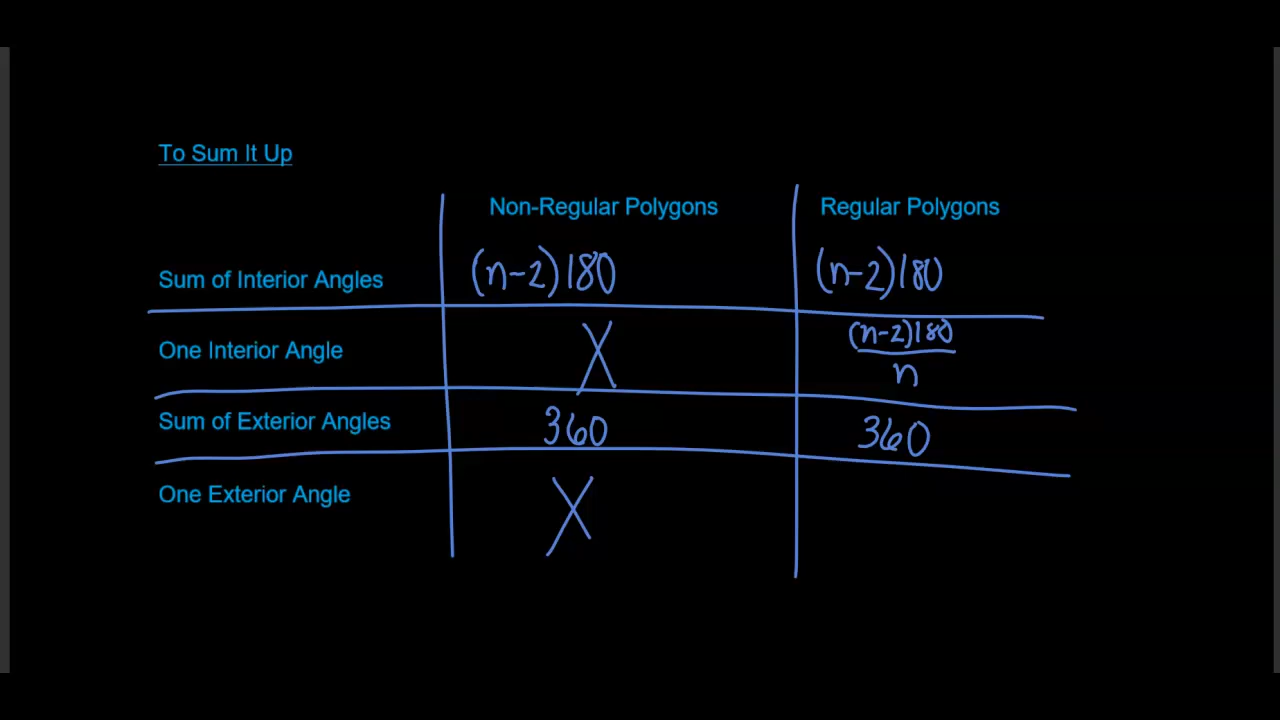 To Sum It Up
Non-Regular Polygons Regular Polygons
Sum of Interior Angles (n-2)180 (n-2)180
One Interior Angle X (n-2)180
n
Sum of Exterior Angles 360 360
One Exterior Angle X